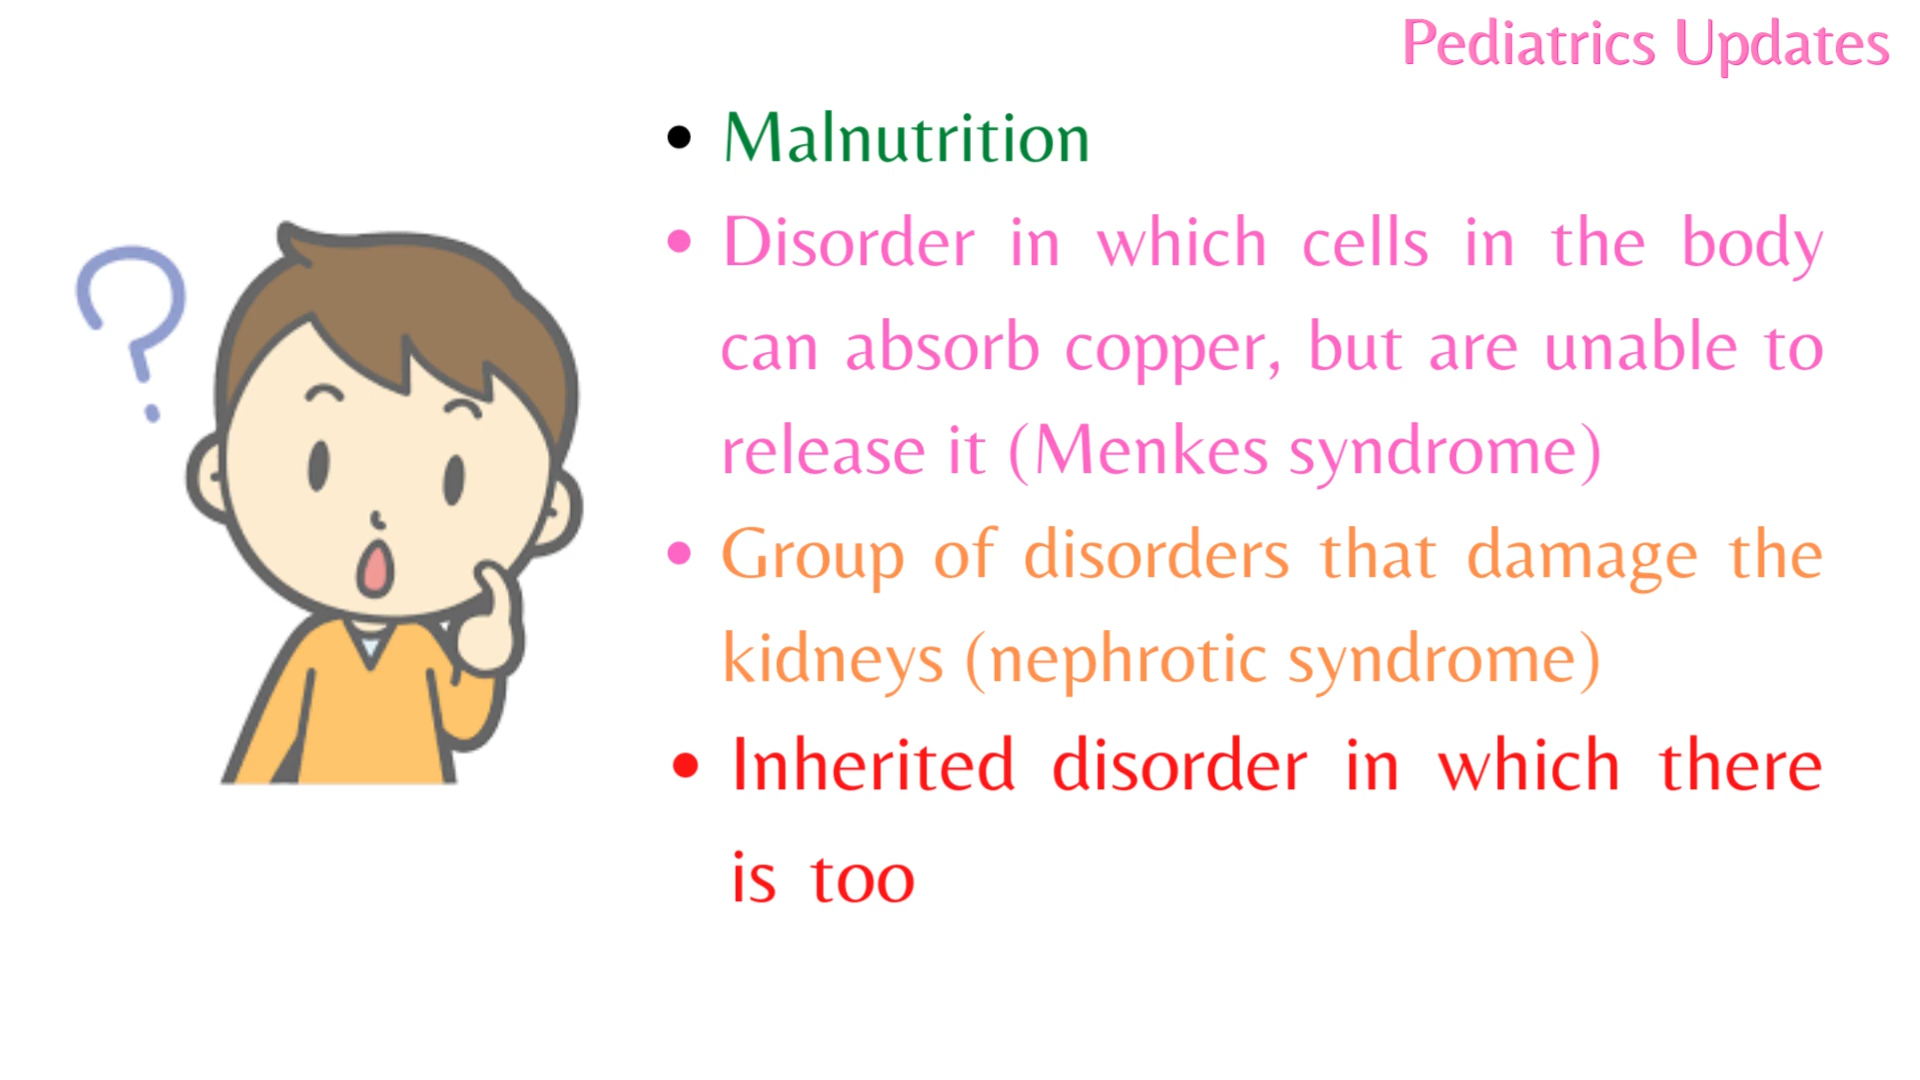 Pediatrics Updates
• Malnutrition
• Disorder in which cells in the body
can absorb copper, but are unable to
release it (Menkes syndrome)
• Group of disorders that damage the
kidneys (nephrotic syndrome)
• Inherited disorder in which there
is too